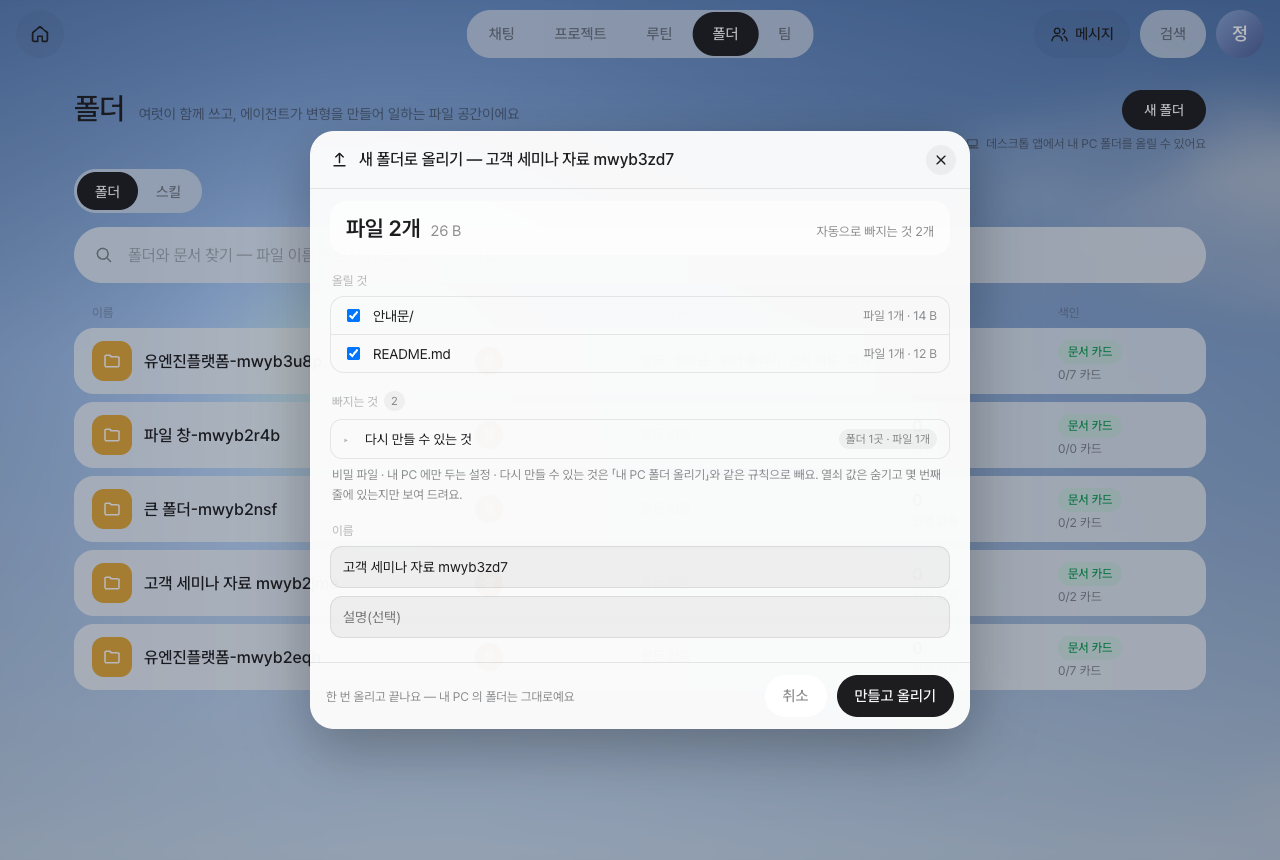 채팅
프로젝트
루틴
폴더
팀
메시지
검색
정
폴더
여럿이 함께 쓰고, 에이전트가 변형을 만들어 일하는 파일 공간이에요
새 폴더
데스크톱 앱에서 내 PC 폴더를 올릴 수 있어요
폴더
스킬
폴더와 문서 찾기 — 파일 이름
이름
색인
유엔진플랫폼-mwyb3u8
문서 카드
0/7 카드
파일 창-mwyb2r4b
문서 카드
0/0 카드
큰 폴더-mwyb2nsf
문서 카드
0/2 카드
고객 세미나 자료 mwyb2
문서 카드
0/2 카드
유엔진플랫폼-mwyb2eq
문서 카드
0/7 카드
새 폴더로 올리기 — 고객 세미나 자료 mwyb3zd7
파일 2개 26 B
자동으로 빠지는 것 2개
올릴 것
안내문/
파일 1개 · 14 B
README.md
파일 1개 · 12 B
빠지는 것 2
다시 만들 수 있는 것
폴더 1곳 · 파일 1개
비밀 파일 · 내 PC 에만 두는 설정 · 다시 만들 수 있는 것은 「내 PC 폴더 올리기」와 같은 규칙으로 빼요. 열쇠 값은 숨기고 몇 번째
줄에 있는지만 보여 드려요.
이름
고객 세미나 자료 mwyb3zd7
설명(선택)
한 번 올리고 끝나요 — 내 PC 의 폴더는 그대로예요
취소
만들고 올리기